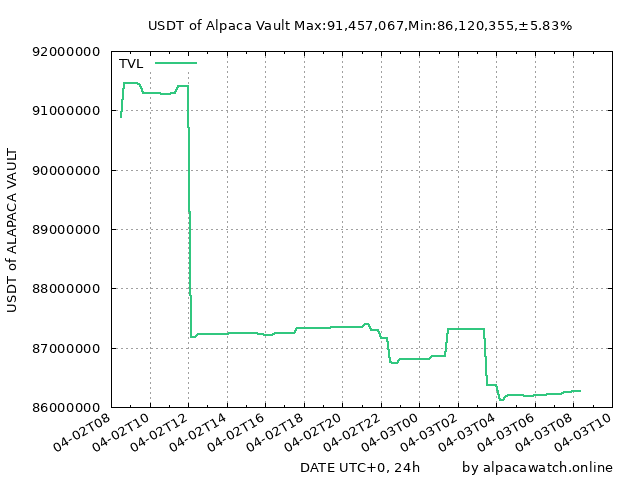 USDT of Alpaca Vault Max:91,457,067,Min:86,120,355,±5.83%
92000000
TVL
91000000
90000000
89000000
88000000
87000000
86000000
USDT of ALAPACA VAULT
04-02T08 04-02T10 04-02T12 04-02T14 04-02T16 04-02T18 04-02T20 04-02T22 04-03T00 04-03T02 04-03T04 04-03T06 04-03T08 04-03T10
DATE UTC+0, 24h by alpacawatch.online